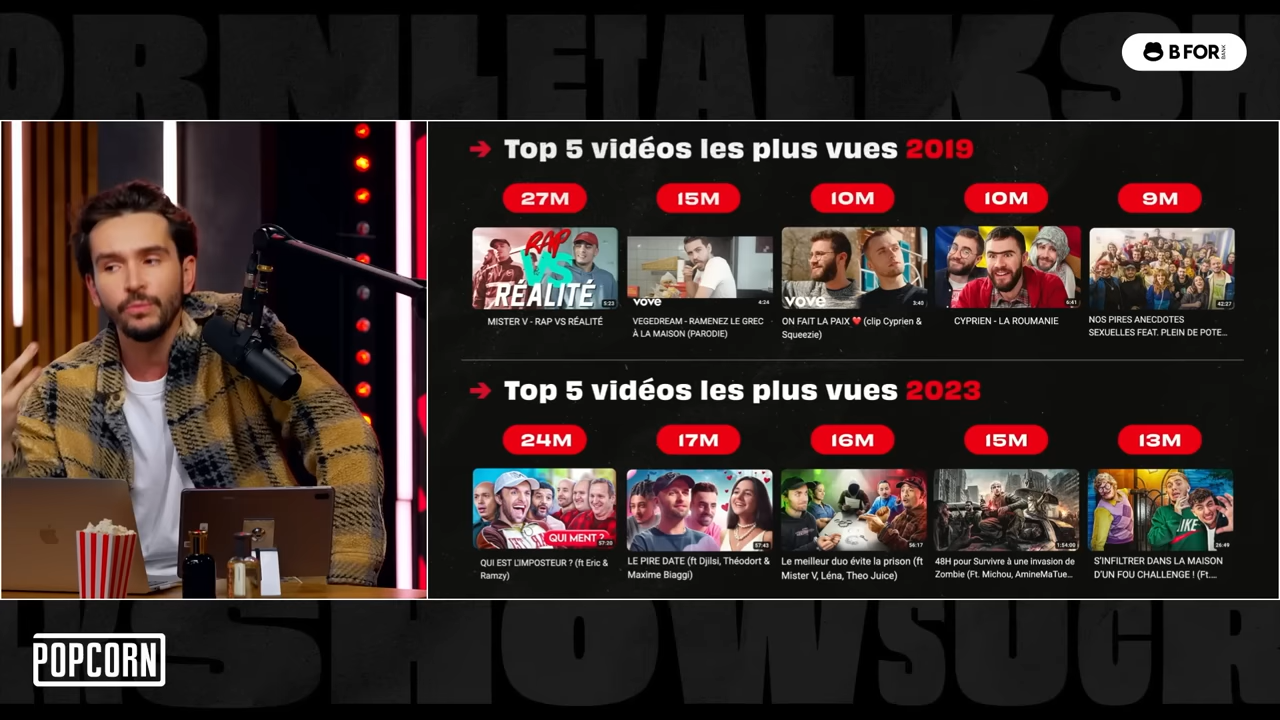 B FOR BANK
→ Top 5 vidéos les plus vues 2019
27M
15M
10M
10M
9M
RAP
VS
RÉALITÉ
5:23
vove
4:24
vove
3:40
6:41
42:27
MISTER V - RAP VS RÉALITÉ
VEGEDREAM - RAMENEZ LE GREC
À LA MAISON (PARODIE)
ON FAIT LA PAIX ❤️ (clip Cyprien &
Squeezie)
CYPRIEN - LA ROUMANIE
NOS PIRES ANECDOTES
SEXUELLES FEAT. PLEIN DE POTE...
→ Top 5 vidéos les plus vues 2023
24M
17M
16M
15M
13M
QUI MENT ?
57:20
57:43
56:17
1:54:00
IKE
26:49
QUI EST L'IMPOSTEUR ? (ft Eric &
Ramzy)
LE PIRE DATE (ft Djilsi, Théodort &
Maxime Biaggi)
Le meilleur duo évite la prison (ft
Mister V, Léna, Theo Juice)
48H pour Survivre à une invasion de
Zombie (Ft. Michou, AmineMaTue...
S'INFILTRER DANS LA MAISON
D'UN FOU CHALLENGE ! (Ft....
POPCORN